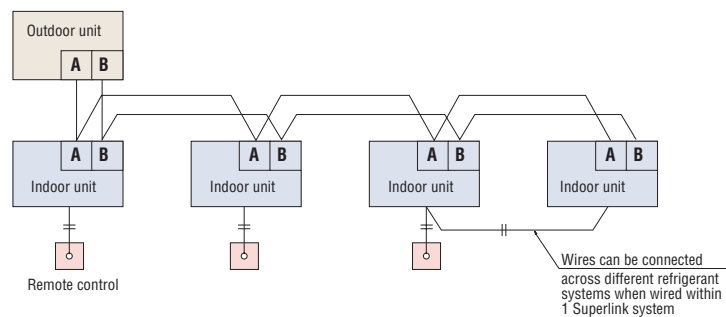 Outdoor unit
A B
A B
A B
A B
A B
Indoor unit
Indoor unit
Indoor unit
Indoor unit
Remote control
Wires can be connected
across different refrigerant
systems when wired within
1 Superlink system